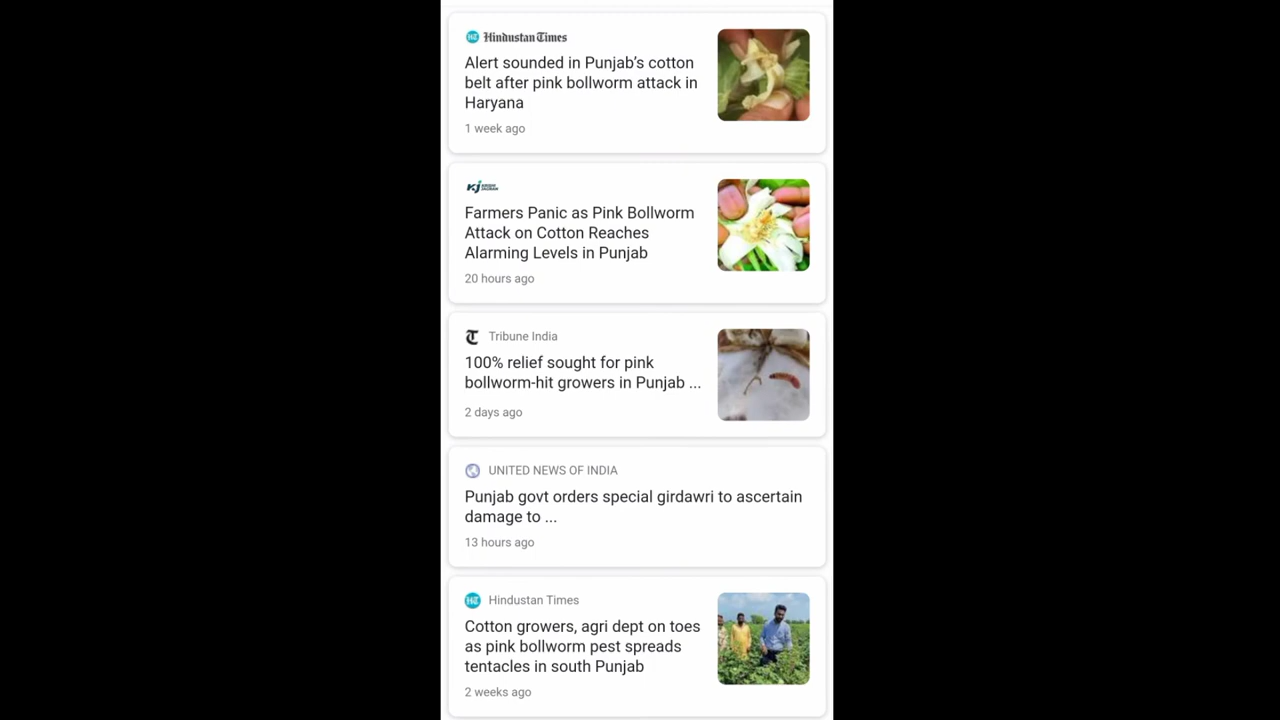 Hindustan Times
Alert sounded in Punjab’s cotton
belt after pink bollworm attack in
Haryana
1 week ago
KJ KRISHI
JAGRAN
Farmers Panic as Pink Bollworm
Attack on Cotton Reaches
Alarming Levels in Punjab
20 hours ago
Tribune India
100% relief sought for pink
bollworm-hit growers in Punjab ...
2 days ago
UNITED NEWS OF INDIA
Punjab govt orders special girdawri to ascertain
damage to ...
13 hours ago
HT Hindustan Times
Cotton growers, agri dept on toes
as pink bollworm pest spreads
tentacles in south Punjab
2 weeks ago